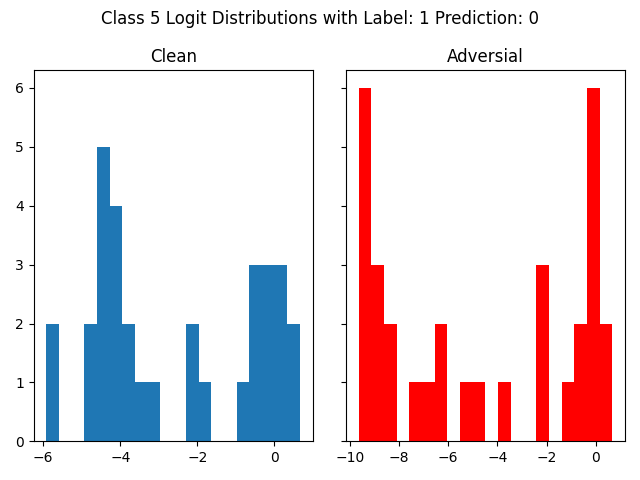 Class 5 Logit Distributions with Label: 1 Prediction: 0
Clean
Adversial
6
5
4
3
2
1
0
−6 −4 −2 0
−10 −8 −6 −4 −2 0